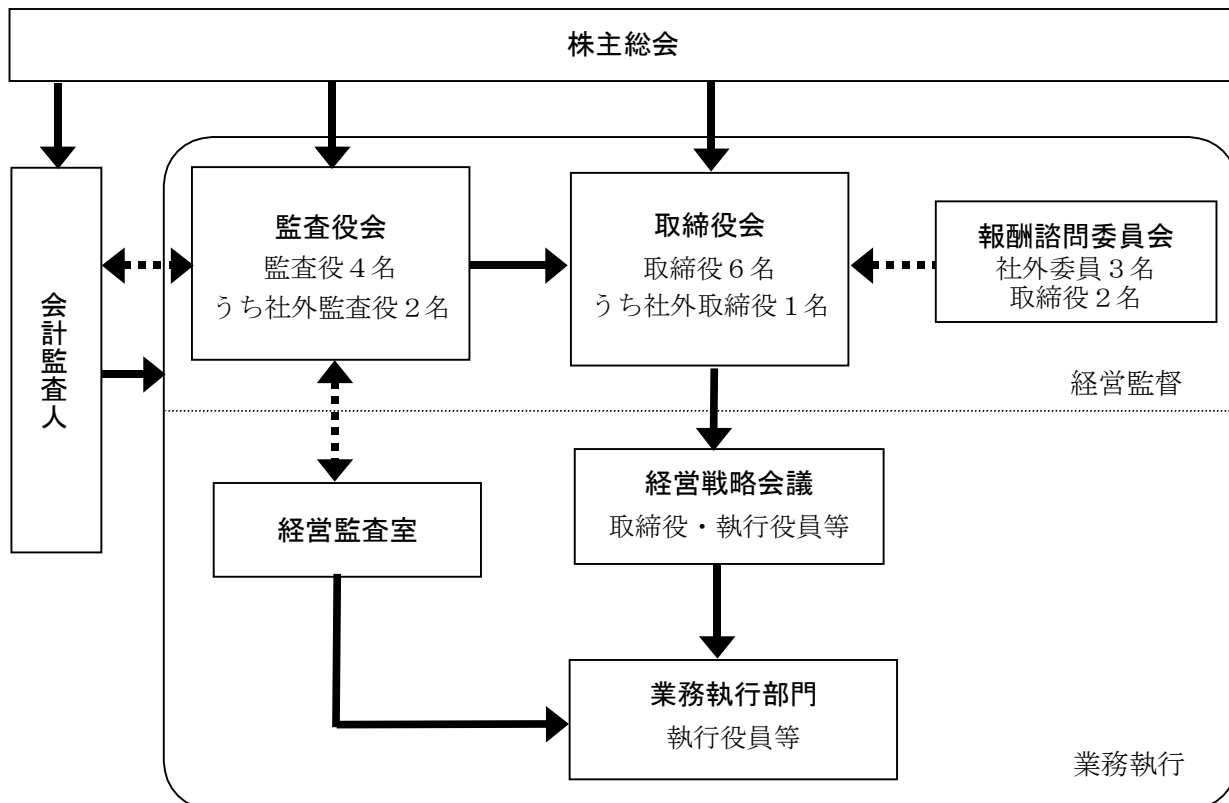 株主総会
監査役会
監査役４名
うち社外監査役２名
取締役会
取締役６名
うち社外取締役１名
報酬諮問委員会
社外委員３名
取締役２名
会計監査人
経営監督
経営戦略会議
取締役・執行役員等
経営監査室
業務執行部門
執行役員等
業務執行